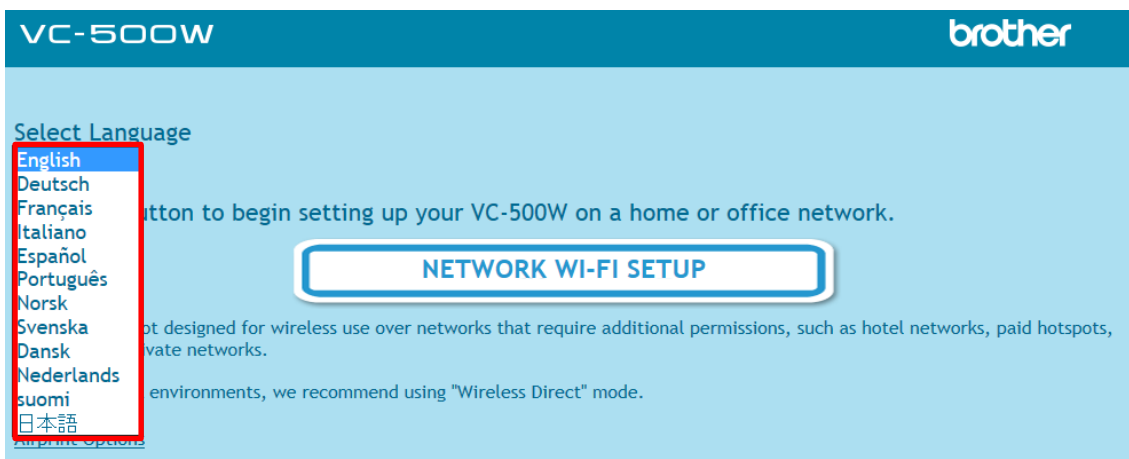 VC-500W
brother
Select Language
English
Deutsch
Français
utton to begin setting up your VC-500W on a home or office network.
Italiano
Español
NETWORK WI-FI SETUP
Português
Norsk
Svenska
ot designed for wireless use over networks that require additional permissions, such as hotel networks, paid hotspots,
Dansk
vate networks.
Nederlands
environments, we recommend using "Wireless Direct" mode.
suomi
日本語
Airprint Options